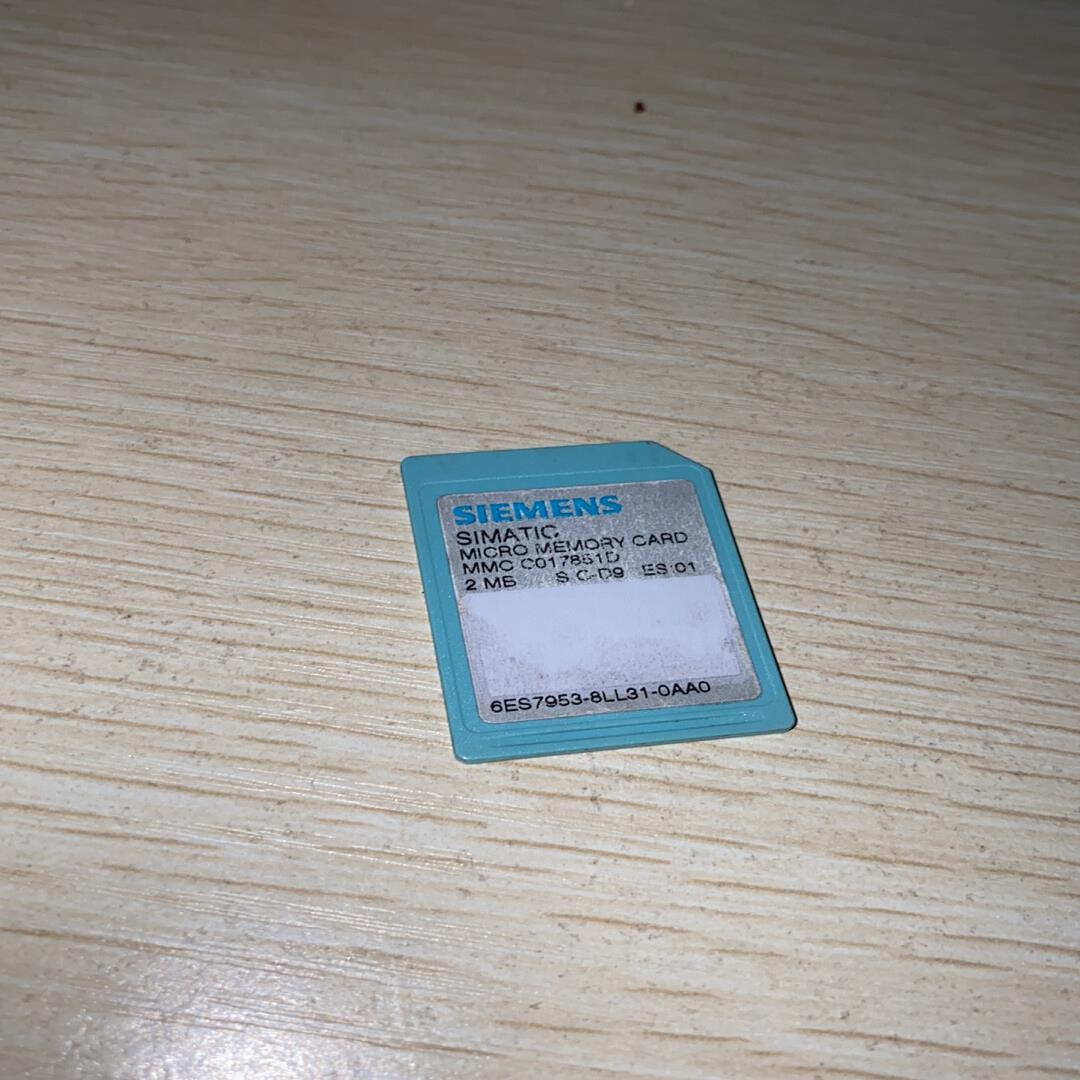 SIEMENS
SIMATIC
MICRO MEMORY CARD
MMC C017851D
2 MB S C-D9 ES:01
6ES7953-8LL31-0AA0